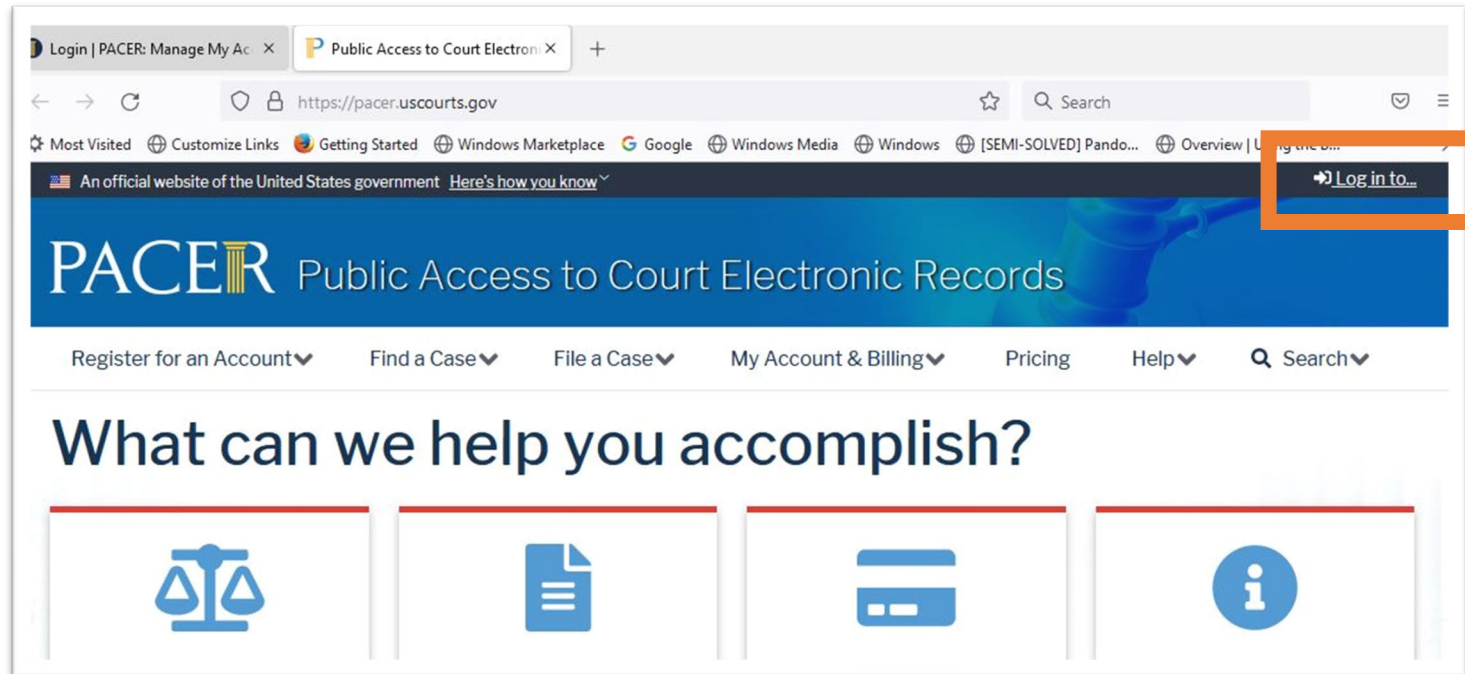 Login | PACER: Manage My Ac
Public Access to Court Electron
https://pacer.uscourts.gov
Search
Most Visited Customize Links Getting Started Windows Marketplace Google Windows Media Windows [SEMI-SOLVED] Pando... Overview |
An official website of the United States government Here's how you know
Log in to...
PACER Public Access to Court Electronic Records
Register for an Account Find a Case File a Case My Account & Billing Pricing Help Search
What can we help you accomplish?